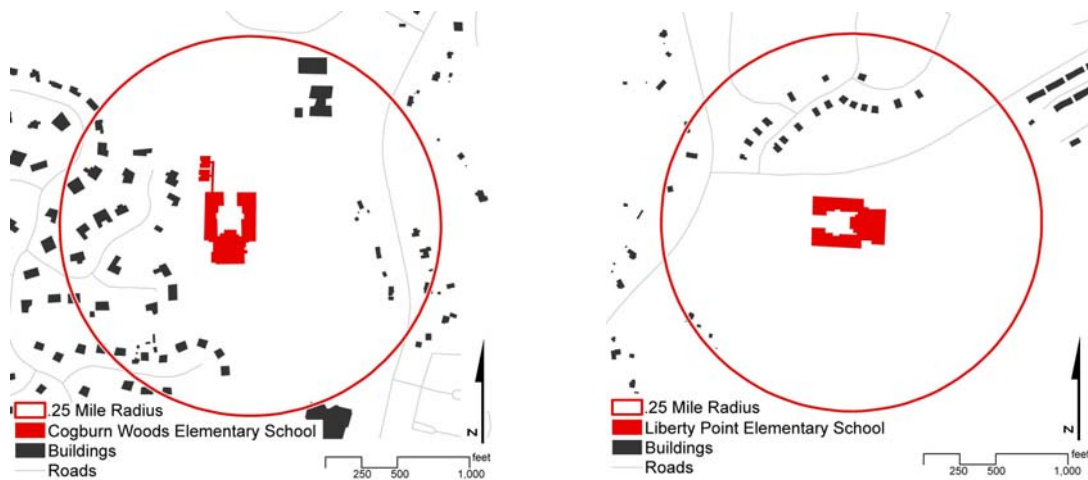 .25 Mile Radius
Cogburn Woods Elementary School
Buildings
Roads
N
feet
250 500 1,000
.25 Mile Radius
Liberty Point Elementary School
Buildings
Roads
N
feet
250 500 1,000